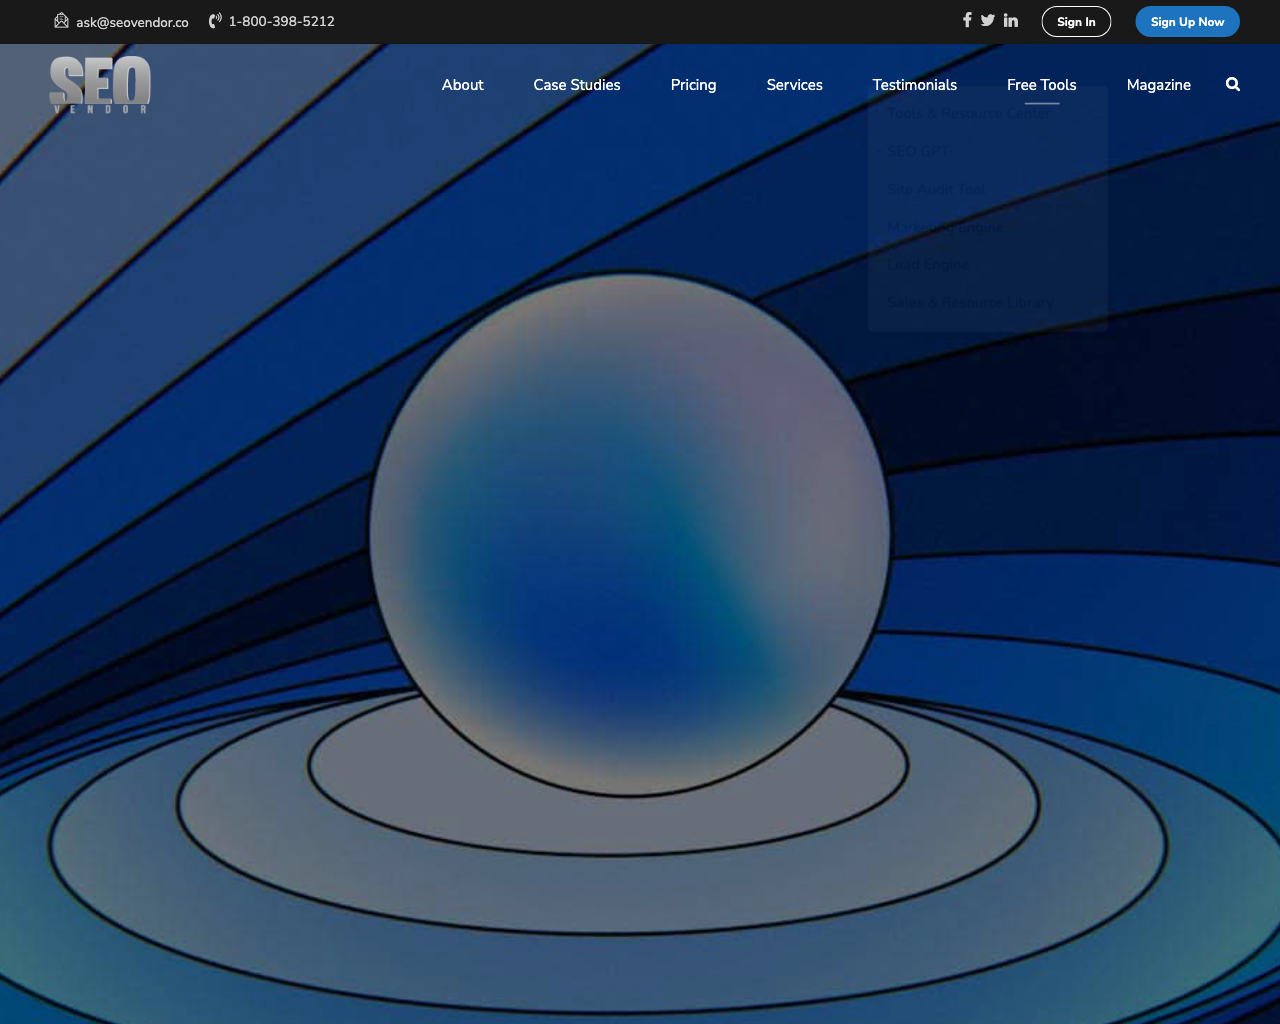 ask@seovendor.co 1-800-398-5212 Sign In Sign Up Now
SEO
VENDOR
About Case Studies Pricing Services Testimonials Free Tools Magazine
Tools & Resource Center
SEO GPT
Site Audit Tool
Marketing Engine
Lead Engine
Sales & Resource Library